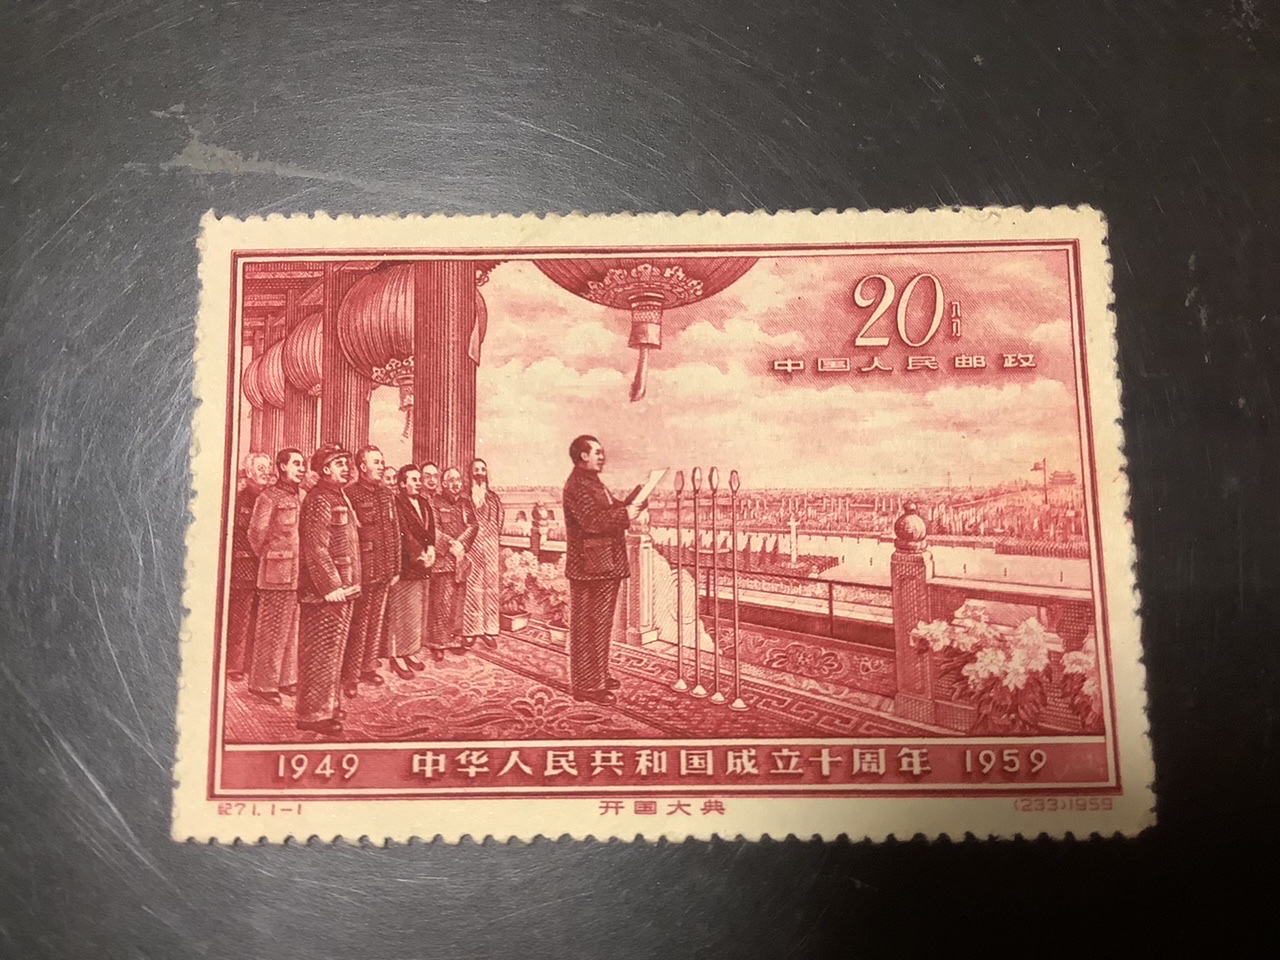 20分
中国人民邮政
1949 中华人民共和国成立十周年 1959
纪71.1-1 开国大典 (233)1959